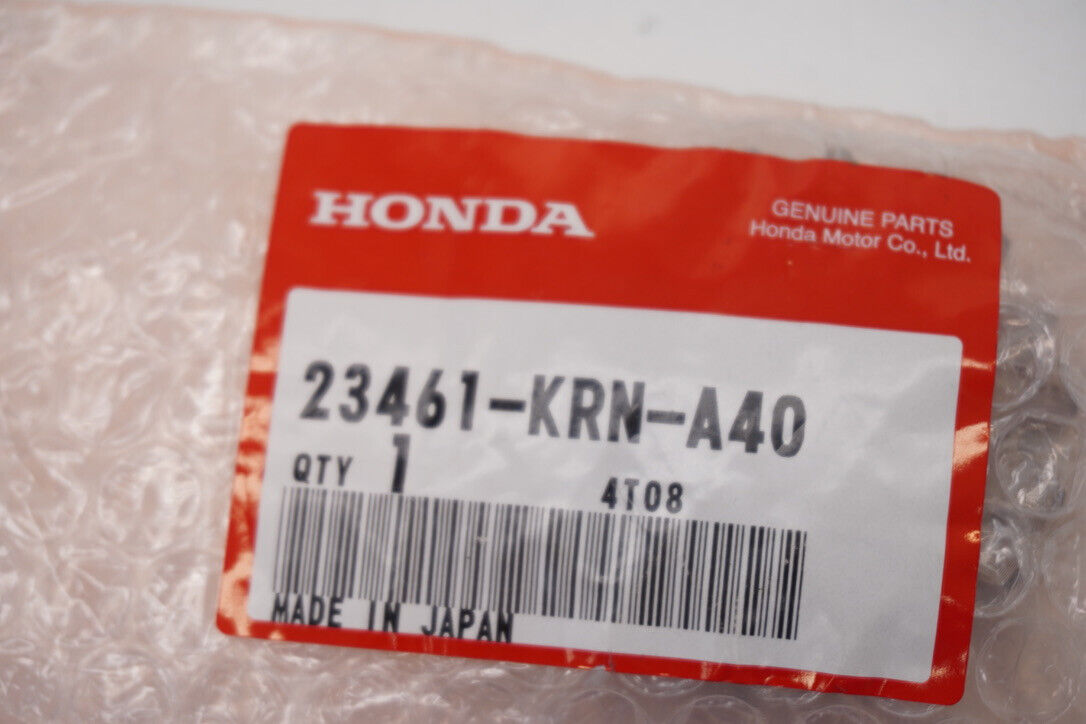 HONDA
GENUINE PARTS
Honda Motor Co., Ltd.
23461-KRN-A40
QTY 1 4T08
MADE IN JAPAN